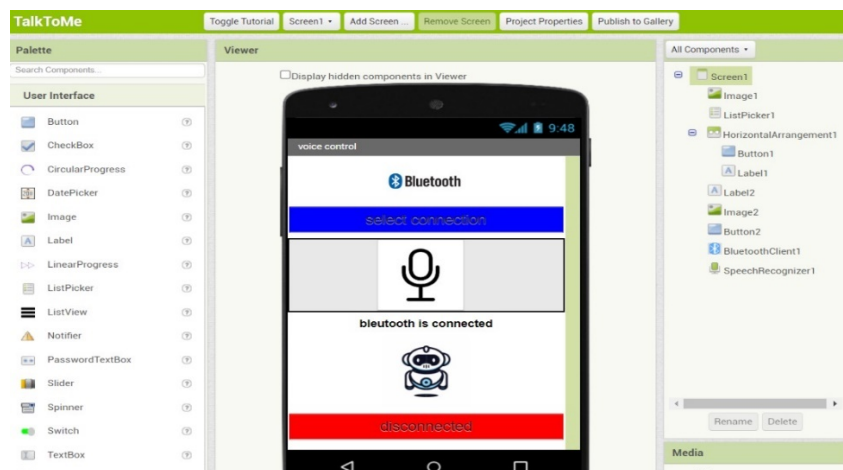 TalkToMe
Toggle Tutorial Screen1 Add Screen ... Remove Screen Project Properties Publish to Gallery
Palette
Search Components...
User Interface
Button
CheckBox
CircularProgress
DatePicker
Image
Label
LinearProgress
ListPicker
ListView
Notifier
PasswordTextBox
Slider
Spinner
Switch
TextBox
Viewer
Display hidden components in Viewer
9:48
voice control
Bluetooth
select connection
bleutooth is connected
disconnected
All Components
Screen1
Image1
ListPicker1
HorizontalArrangement1
Button1
Label1
Label2
Image2
Button2
BluetoothClient1
SpeechRecognizer1
Rename Delete
Media